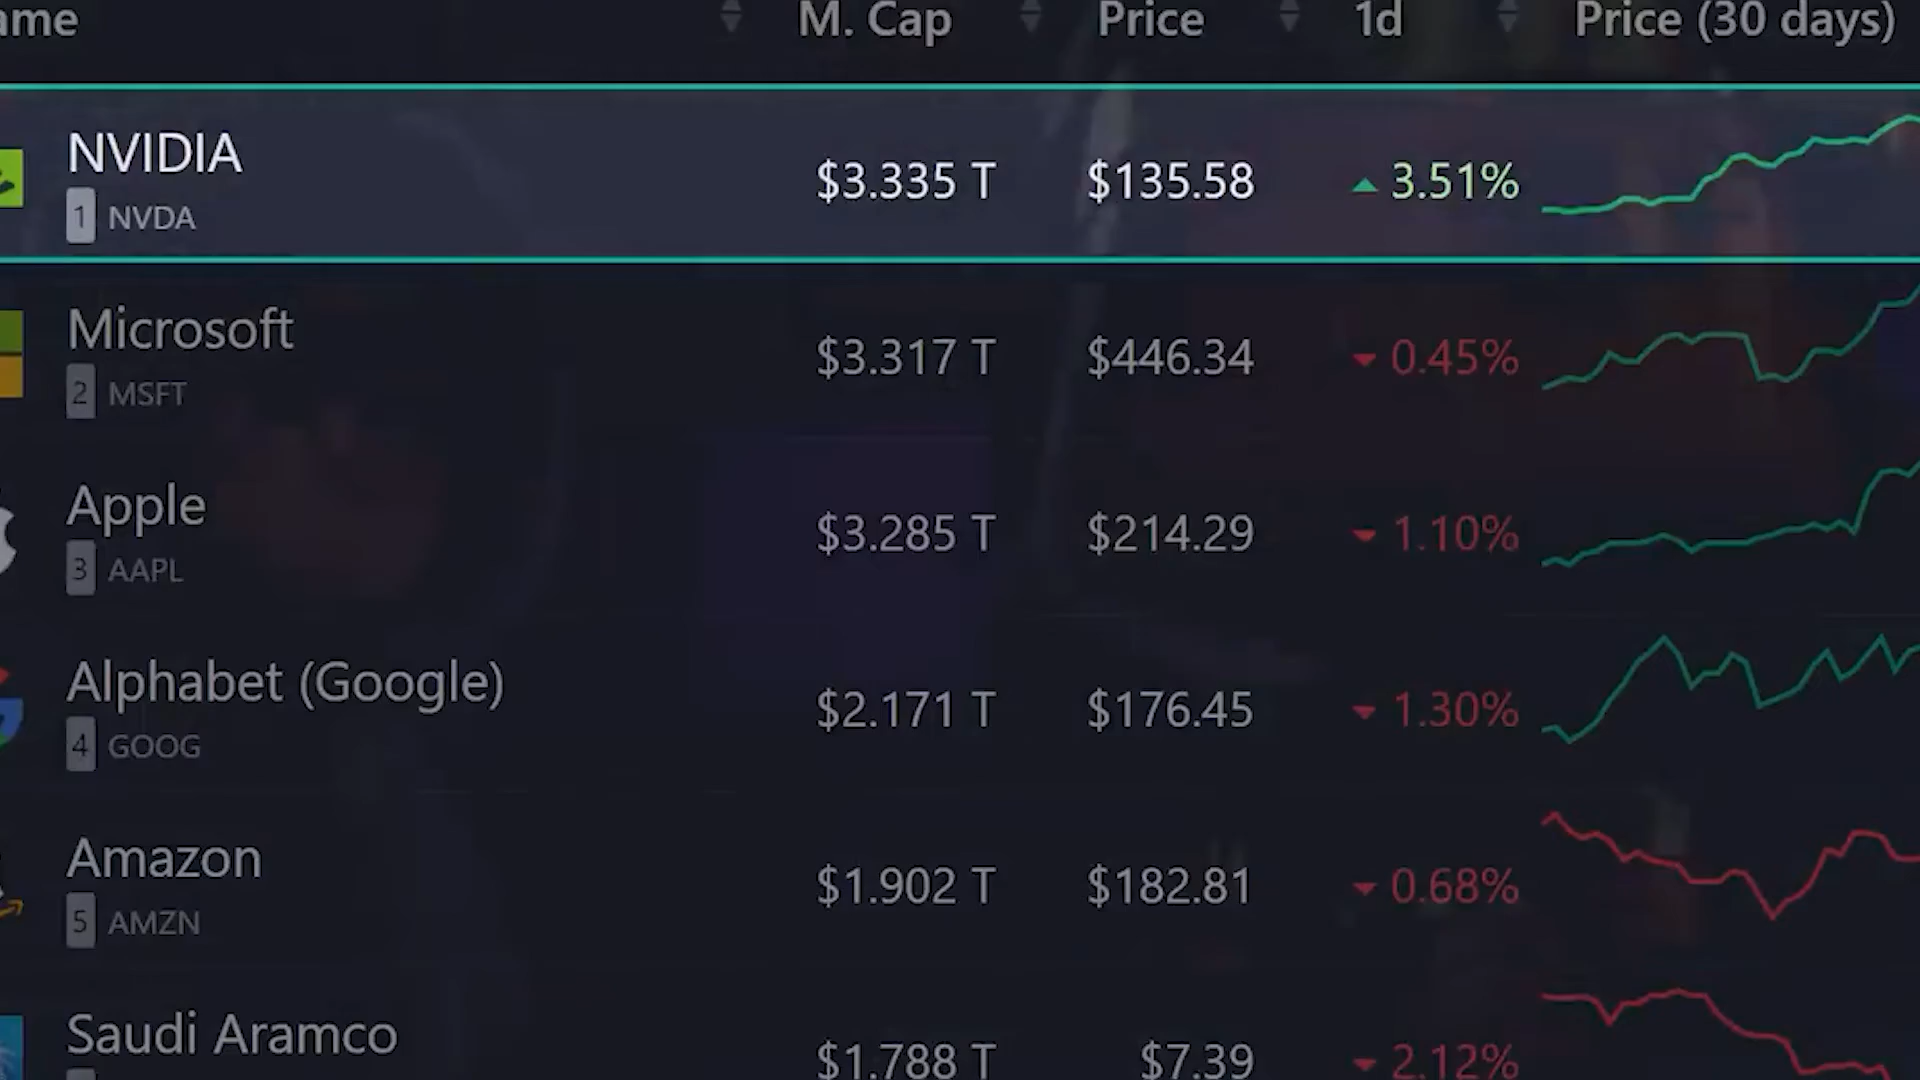 ame M. Cap Price 1d Price (30 days)
NVIDIA
1 NVDA
$3.335 T $135.58 3.51%
Microsoft
2 MSFT
$3.317 T $446.34 0.45%
Apple
3 AAPL
$3.285 T $214.29 1.10%
Alphabet (Google)
4 GOOG
$2.171 T $176.45 1.30%
Amazon
5 AMZN
$1.902 T $182.81 0.68%
Saudi Aramco
$1.788 T $7.39 2.12%